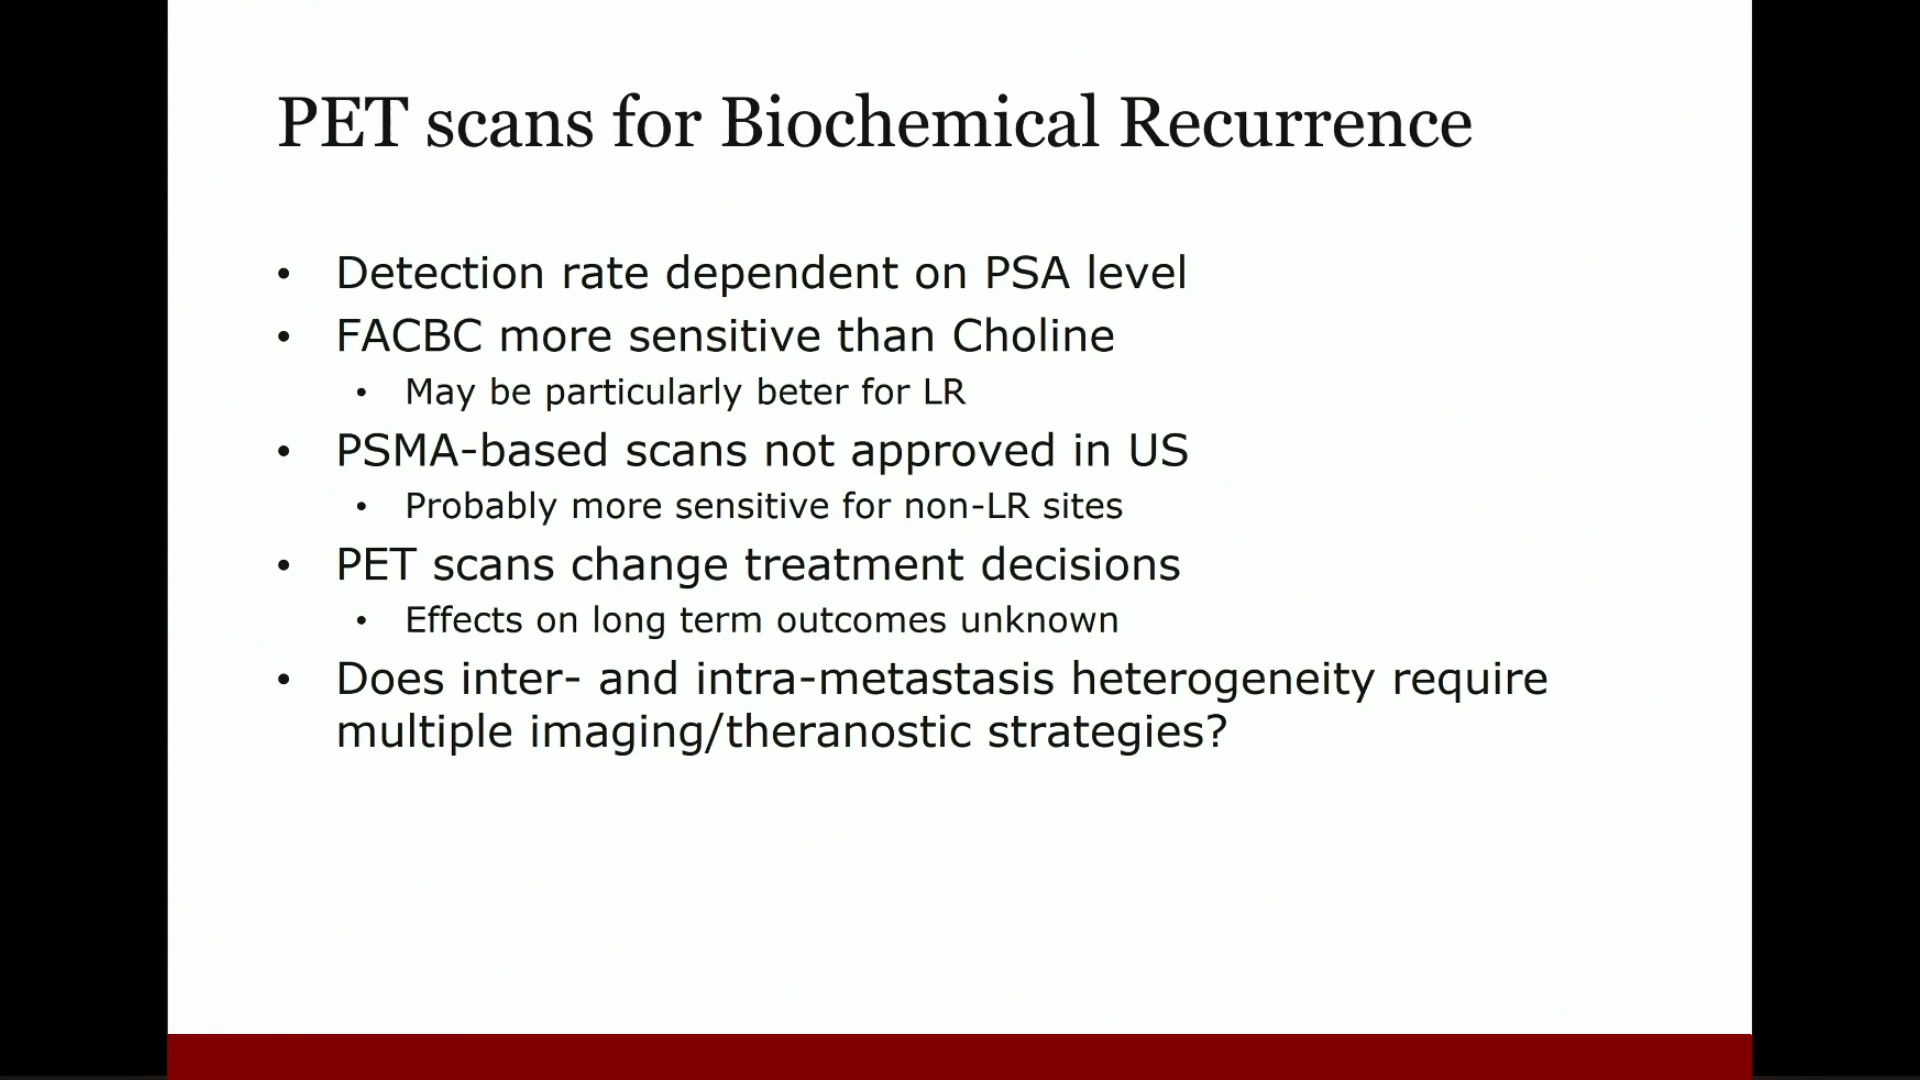 PET scans for Biochemical Recurrence
• Detection rate dependent on PSA level
• FACBC more sensitive than Choline
• May be particularly beter for LR
• PSMA-based scans not approved in US
• Probably more sensitive for non-LR sites
• PET scans change treatment decisions
• Effects on long term outcomes unknown
• Does inter- and intra-metastasis heterogeneity require
multiple imaging/theranostic strategies?